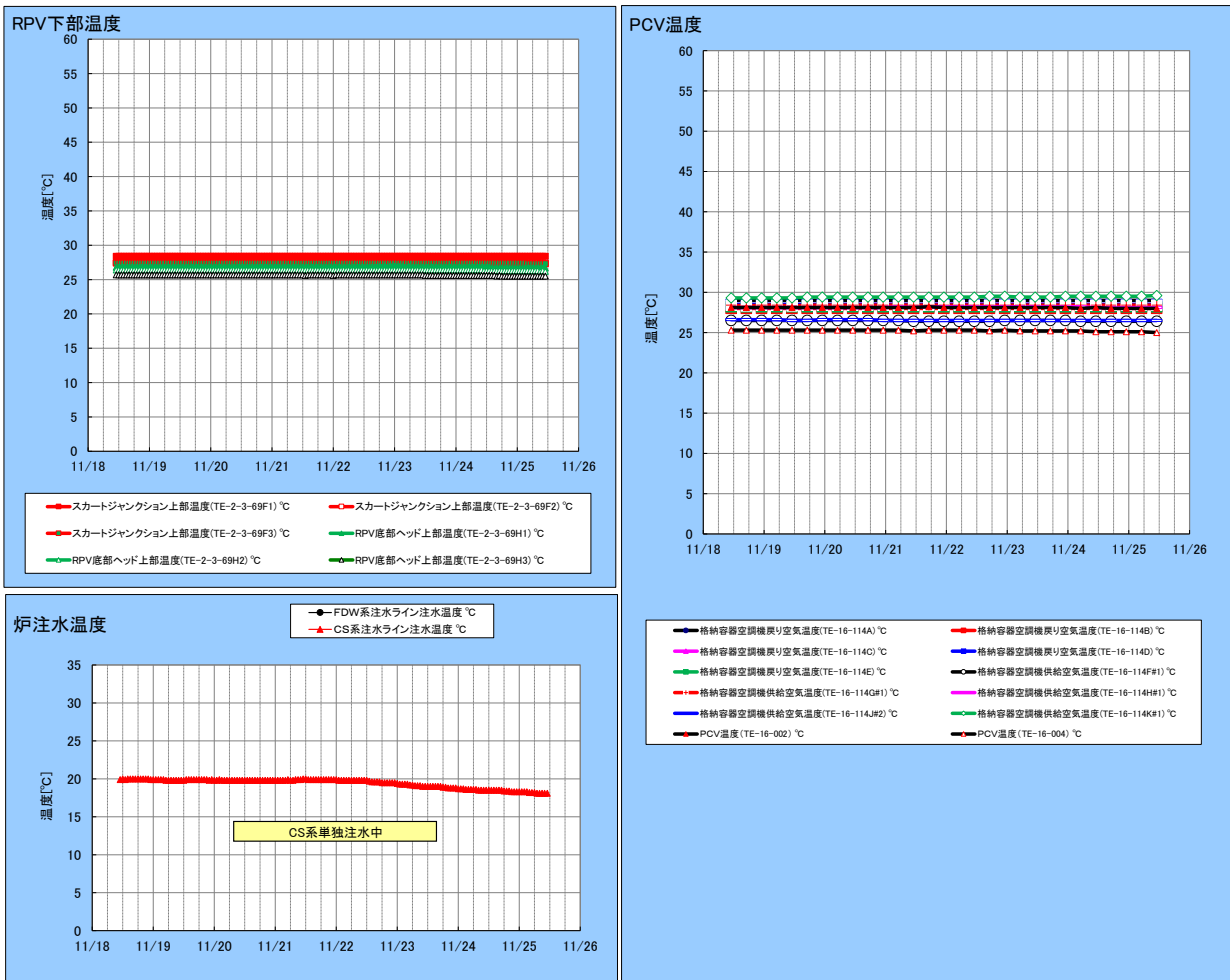 RPV下部温度
60
55
50
45
40
35
30
25
20
15
10
5
0
温度[℃]
11/18 11/19 11/20 11/21 11/22 11/23 11/24 11/25 11/26
スカートジャンクション上部温度(TE-2-3-69F1) ℃ スカートジャンクション上部温度(TE-2-3-69F2) ℃
スカートジャンクション上部温度(TE-2-3-69F3) ℃ RPV底部ヘッド上部温度(TE-2-3-69H1) ℃
RPV底部ヘッド上部温度(TE-2-3-69H2) ℃ RPV底部ヘッド上部温度(TE-2-3-69H3) ℃
炉注水温度
FDW系注水ライン注水温度 ℃
CS系注水ライン注水温度 ℃
35
30
25
20
15
10
5
0
温度[℃]
CS系単独注水中
11/18 11/19 11/20 11/21 11/22 11/23 11/24 11/25 11/26
PCV温度
60
55
50
45
40
35
30
25
20
15
10
5
0
温度[℃]
11/18 11/19 11/20 11/21 11/22 11/23 11/24 11/25 11/26
格納容器空調機戻り空気温度(TE-16-114A) ℃ 格納容器空調機戻り空気温度(TE-16-114B) ℃
格納容器空調機戻り空気温度(TE-16-114C) ℃ 格納容器空調機戻り空気温度(TE-16-114D) ℃
格納容器空調機戻り空気温度(TE-16-114E) ℃ 格納容器空調機供給空気温度(TE-16-114F#1) ℃
格納容器空調機供給空気温度(TE-16-114G#1) ℃ 格納容器空調機供給空気温度(TE-16-114H#1) ℃
格納容器空調機供給空気温度(TE-16-114J#2) ℃ 格納容器空調機供給空気温度(TE-16-114K#1) ℃
PCV温度(TE-16-002) ℃ PCV温度(TE-16-004) ℃